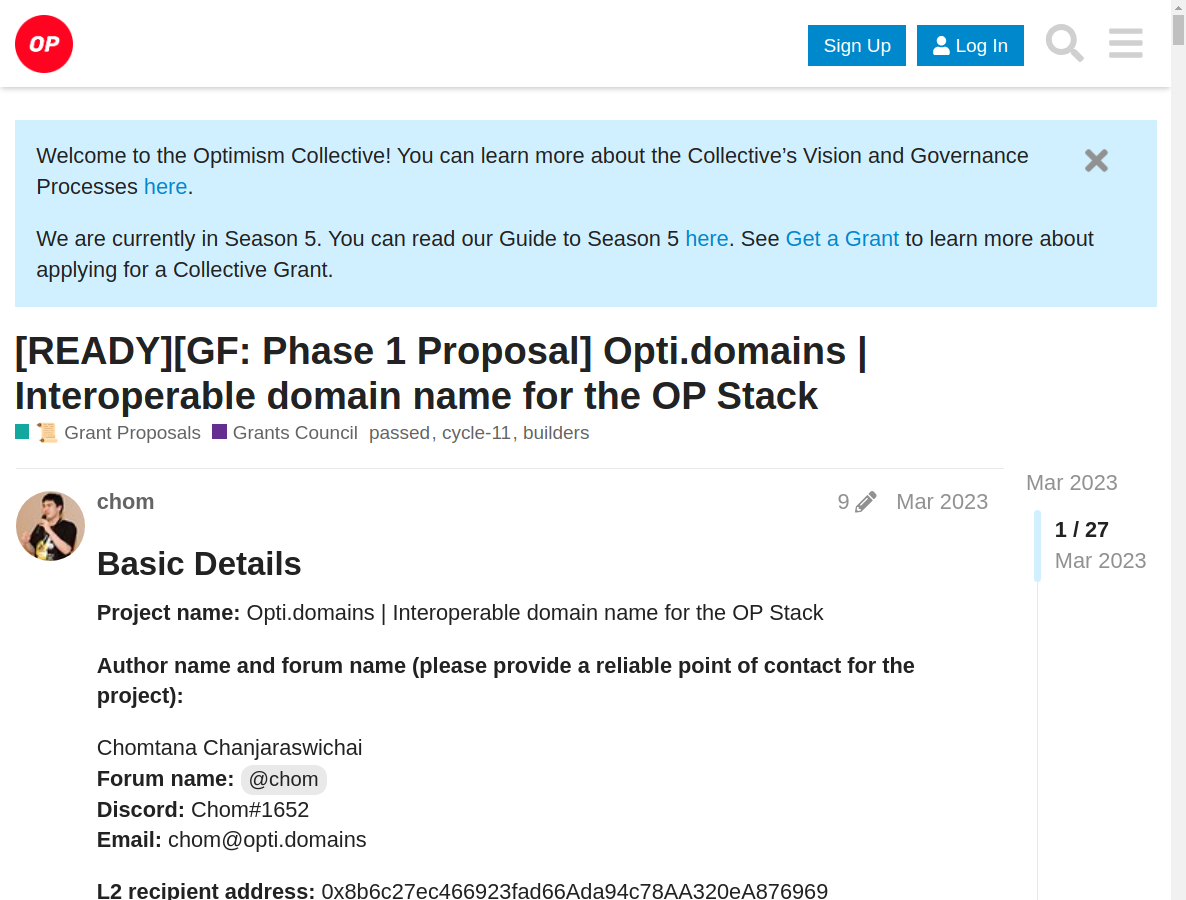 OP
Sign Up
Log In
Welcome to the Optimism Collective! You can learn more about the Collective’s Vision and Governance
Processes here.
We are currently in Season 5. You can read our Guide to Season 5 here. See Get a Grant to learn more about
applying for a Collective Grant.
[READY][GF: Phase 1 Proposal] Opti.domains |
Interoperable domain name for the OP Stack
📜 Grant Proposals Grants Council passed, cycle-11, builders
chom 9 Mar 2023
Mar 2023
1 / 27
Mar 2023
Basic Details
Project name: Opti.domains | Interoperable domain name for the OP Stack
Author name and forum name (please provide a reliable point of contact for the
project):
Chomtana Chanjaraswichai
Forum name: @chom
Discord: Chom#1652
Email: chom@opti.domains
L2 recipient address: 0x8b6c27ec466923fad66Ada94c78AA320eA876969